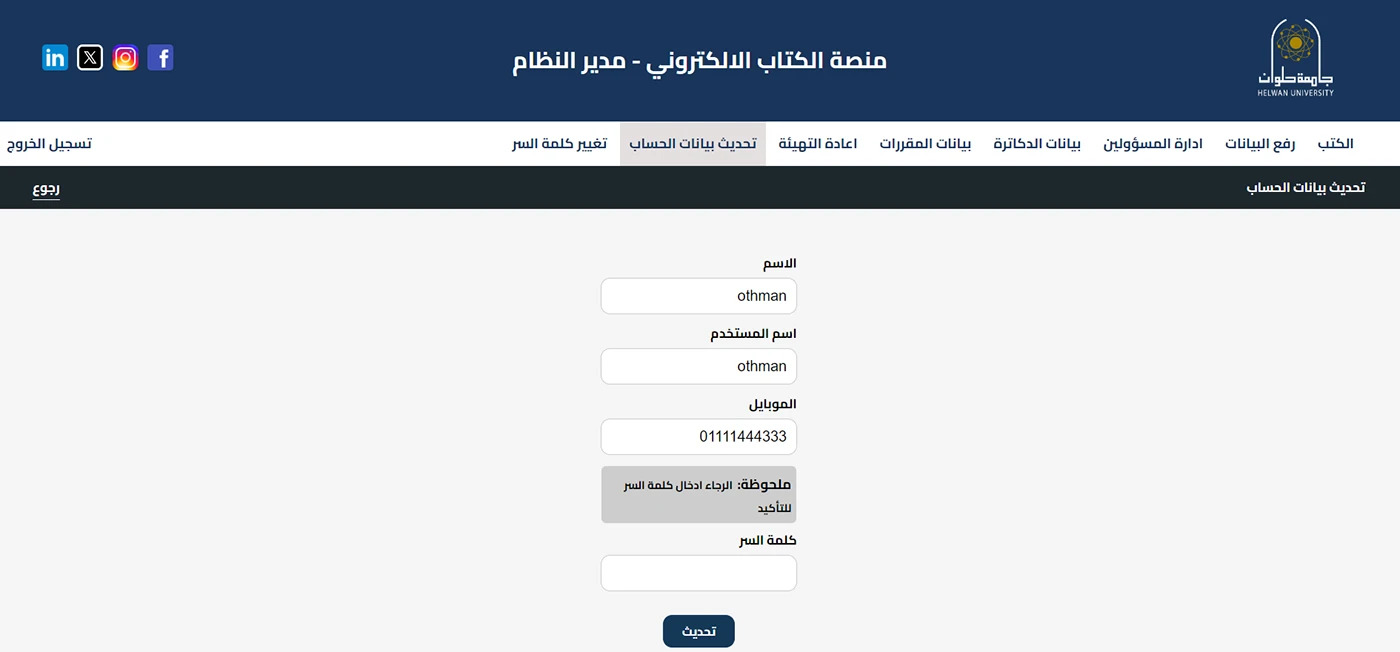 جامعة حلوان
HELWAN UNIVERSITY
منصة الكتاب الالكتروني - مدير النظام
الكتب
رفع البيانات
ادارة المسؤولين
بيانات الدكاترة
بيانات المقررات
اعادة التهيئة
تحديث بيانات الحساب
تغيير كلمة السر
تسجيل الخروج
تحديث بيانات الحساب
رجوع
الاسم
othman
اسم المستخدم
othman
الموبايل
01111444333
ملحوظة: الرجاء ادخال كلمة السر
للتأكيد
كلمة السر
تحديث